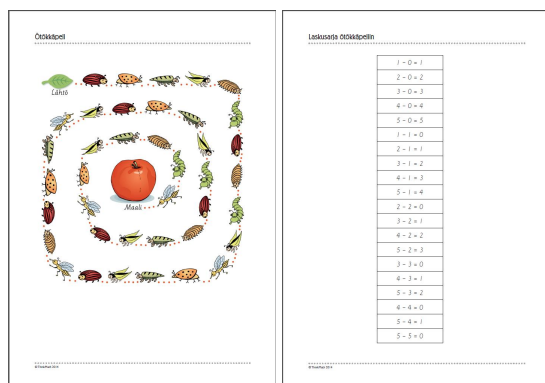 Ötökkäpeli
Lähtö
Maali
Laskusarja ötökkäpeliin
1 - 0 = 1
2 - 0 = 2
3 - 0 = 3
4 - 0 = 4
5 - 0 = 5
1 - 1 = 0
2 - 1 = 1
3 - 1 = 2
4 - 1 = 3
5 - 1 = 4
2 - 2 = 0
3 - 2 = 1
4 - 2 = 2
5 - 2 = 3
3 - 3 = 0
4 - 3 = 1
5 - 3 = 2
4 - 4 = 0
5 - 4 = 1
5 - 5 = 0